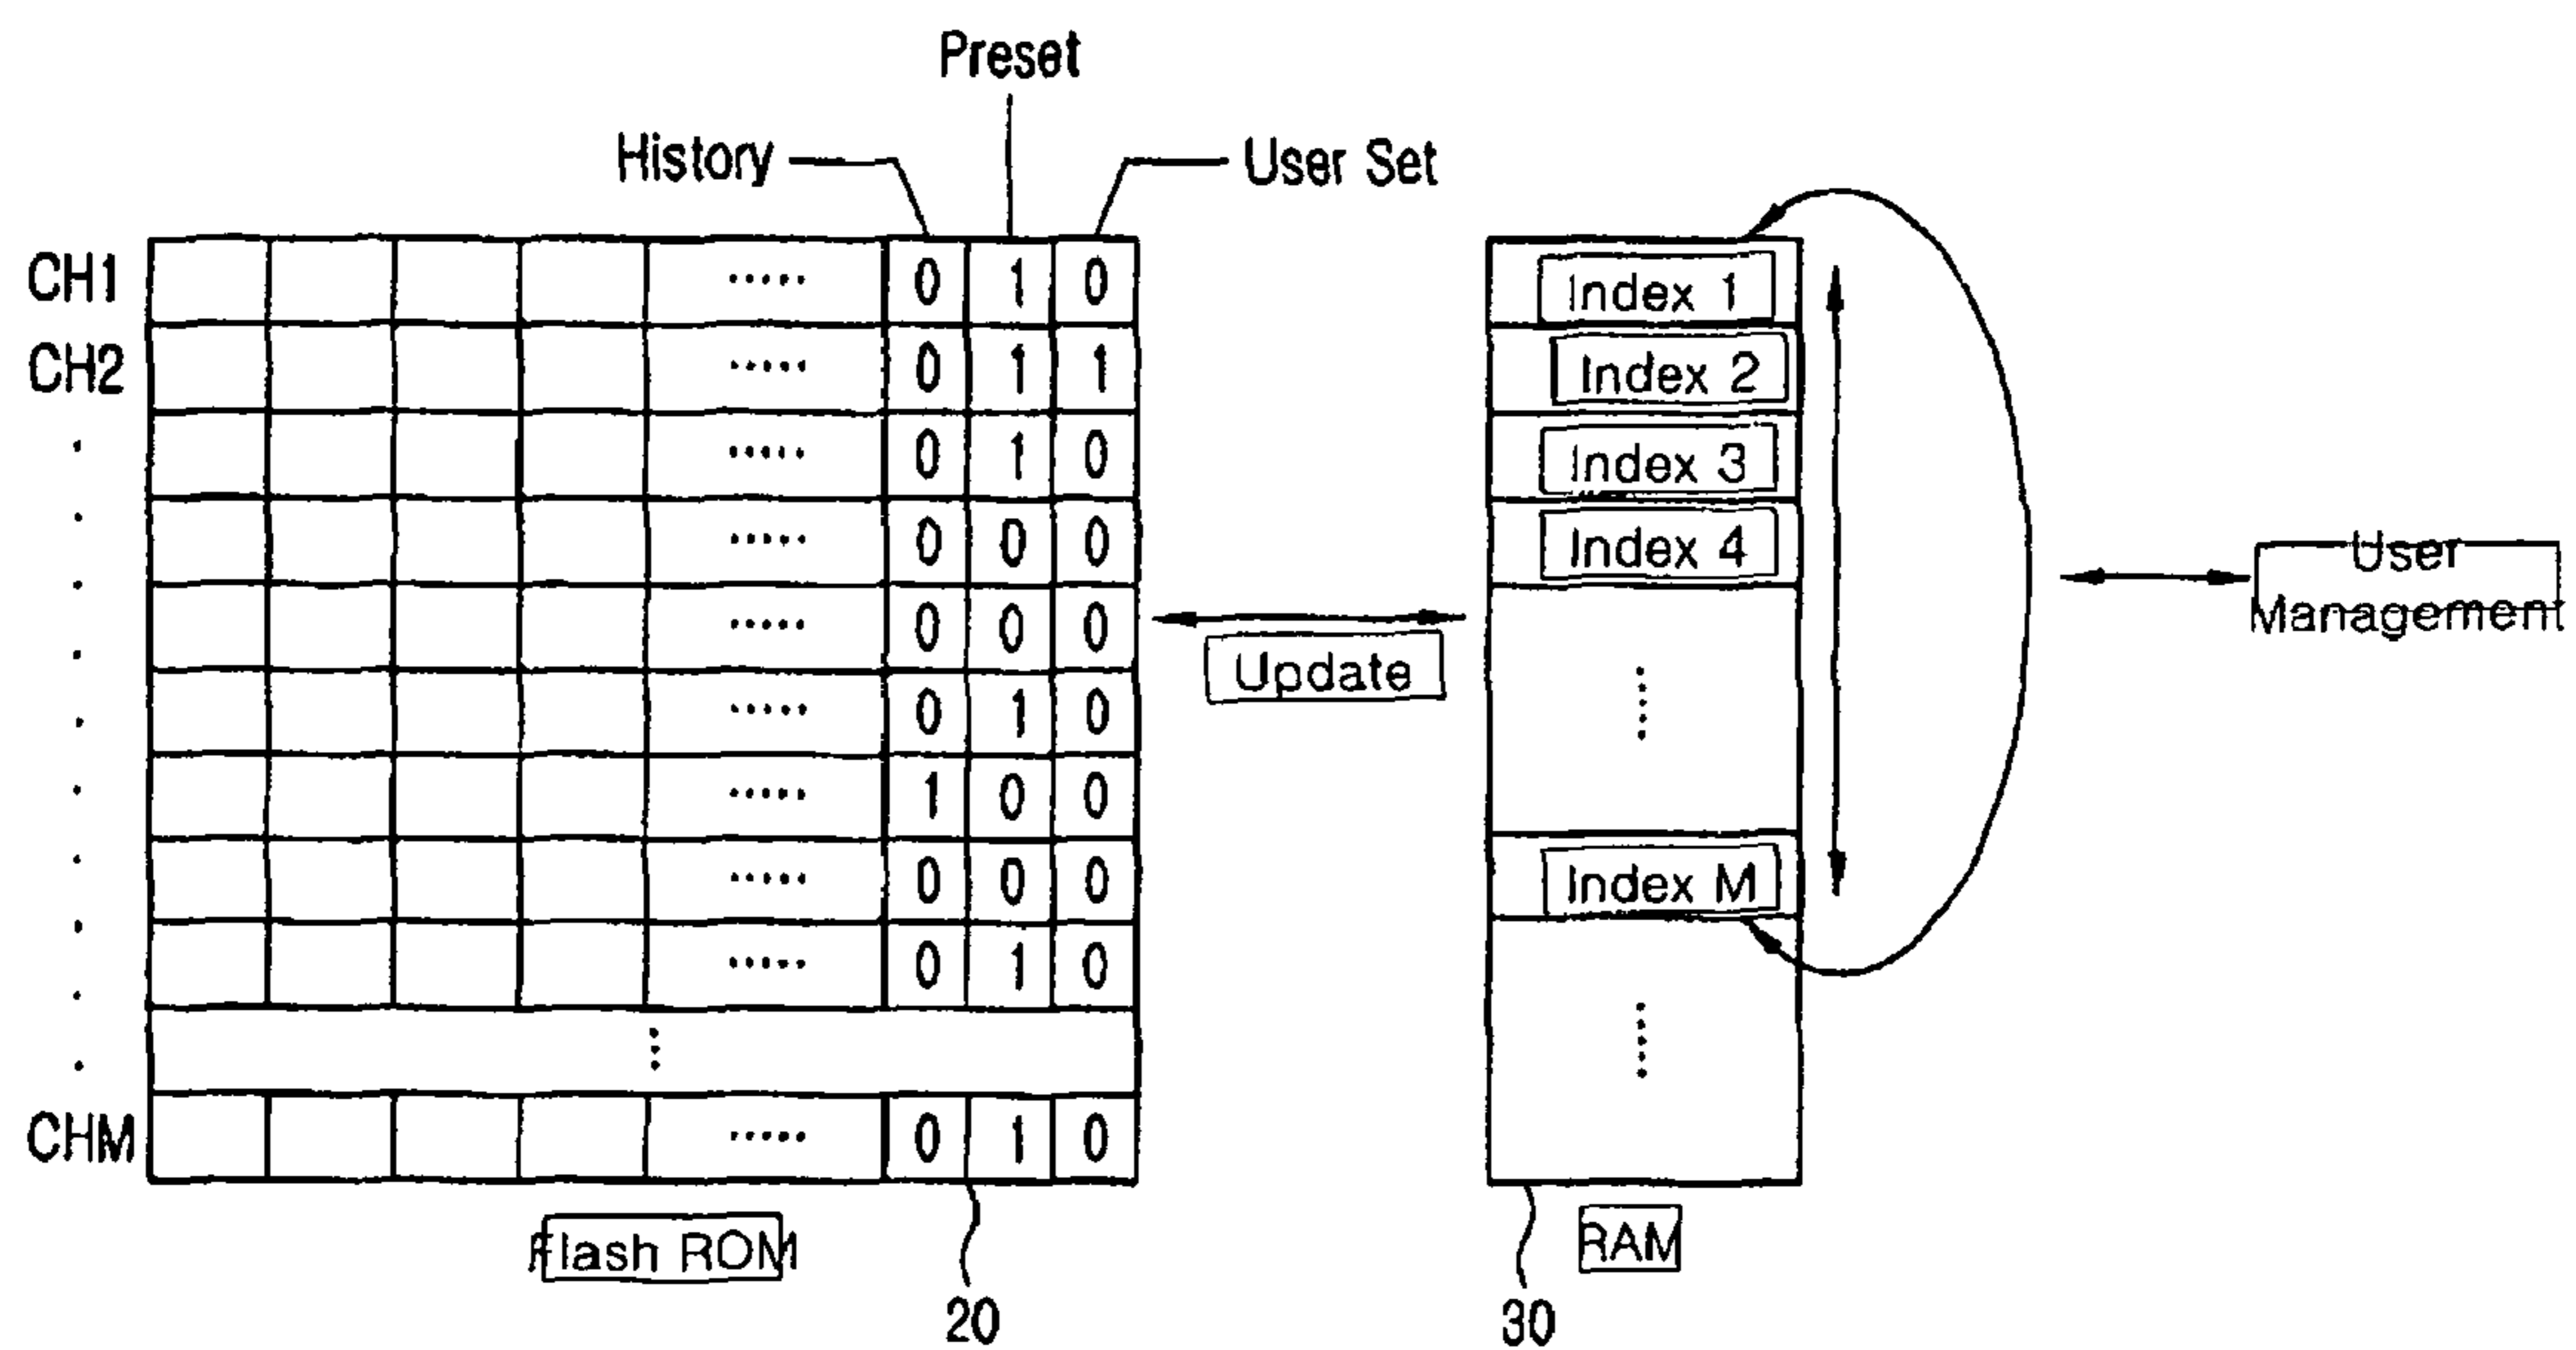 Preset
History
User Set
CH1 ..... 0 1 0
CH2 ..... 0 1 1
. ..... 0 1 0
. ..... 0 0 0
. ..... 0 0 0
. ..... 0 1 0
. ..... 1 0 0
. ..... 0 0 0
. ..... 0 1 0
.
CHM ..... 0 1 0
Flash ROM
20
Update
Index 1
Index 2
Index 3
Index 4
.....
Index M
.....
RAM
30
User
Management